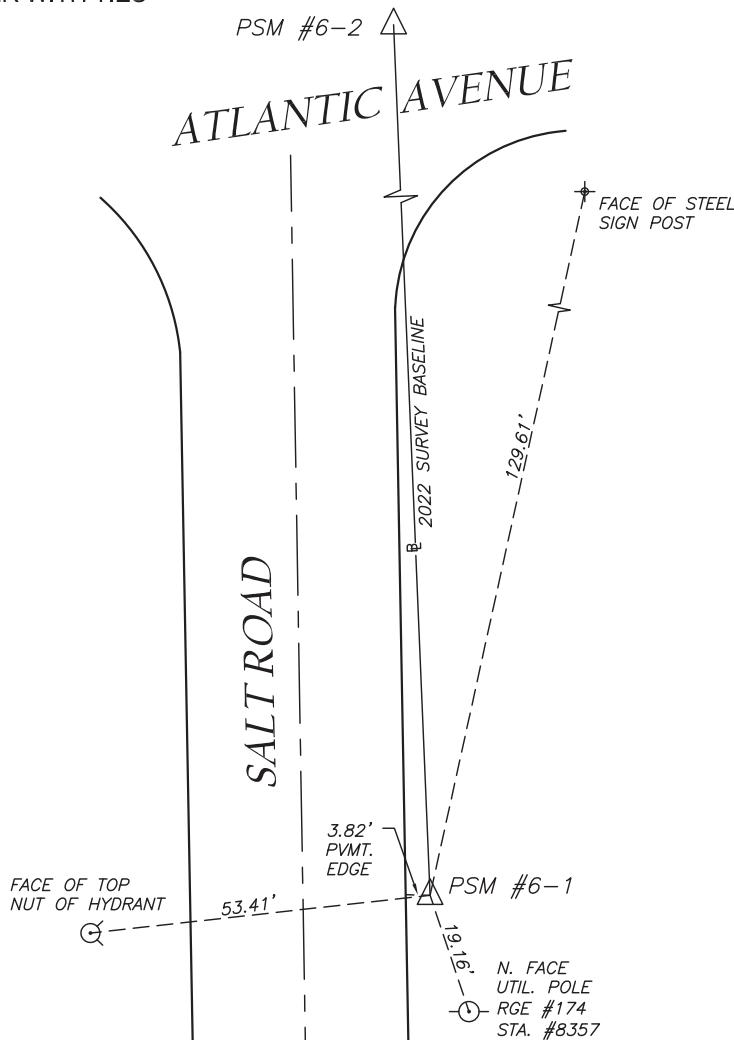 PSM #6-2
ATLANTIC AVENUE
FACE OF STEEL
SIGN POST
2022 SURVEY BASELINE
129.61'
SALT ROAD
3.82'
PVMT.
EDGE
PSM #6-1
FACE OF TOP
NUT OF HYDRANT
53.41'
19.16'
N. FACE
UTIL. POLE
RGE #174
STA. #8357